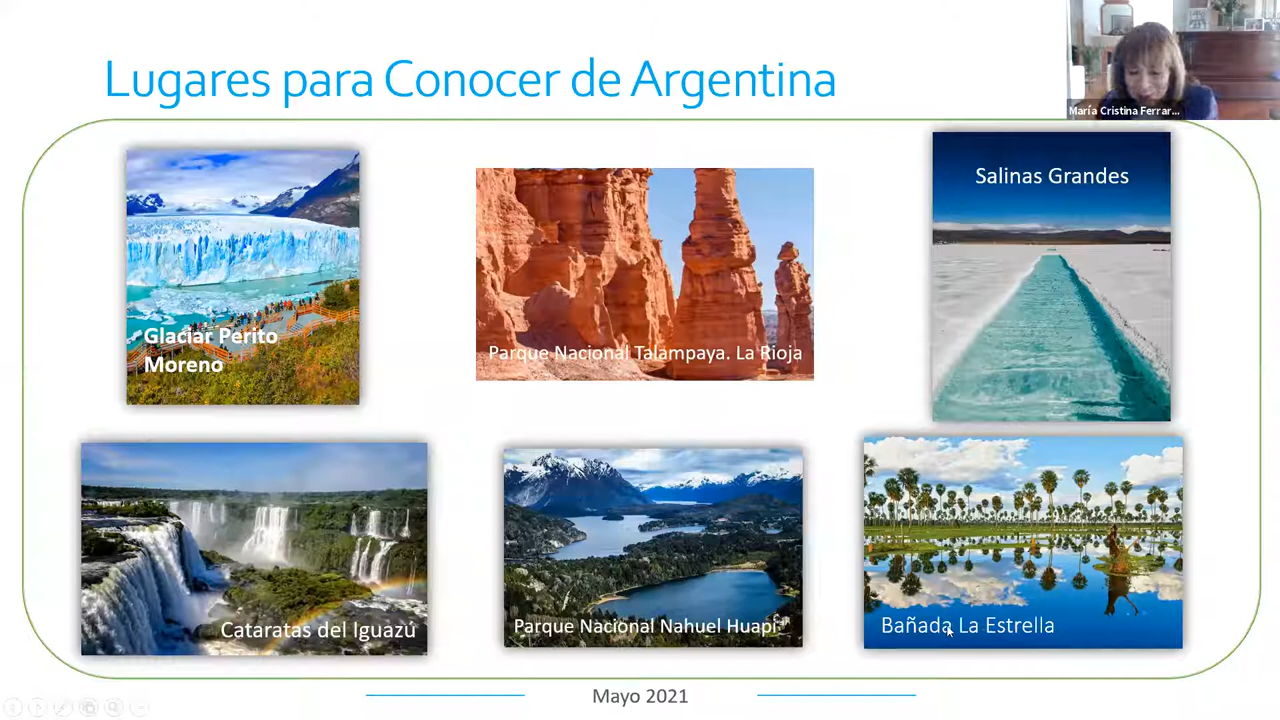 Lugares para Conocer de Argentina
María Cristina Ferrar...
Glaciar Perito
Moreno
Parque Nacional Talampaya. La Rioja
Salinas Grandes
Cataratas del Iguazú
Parque Nacional Nahuel Huapi
Bañada La Estrella
Mayo 2021